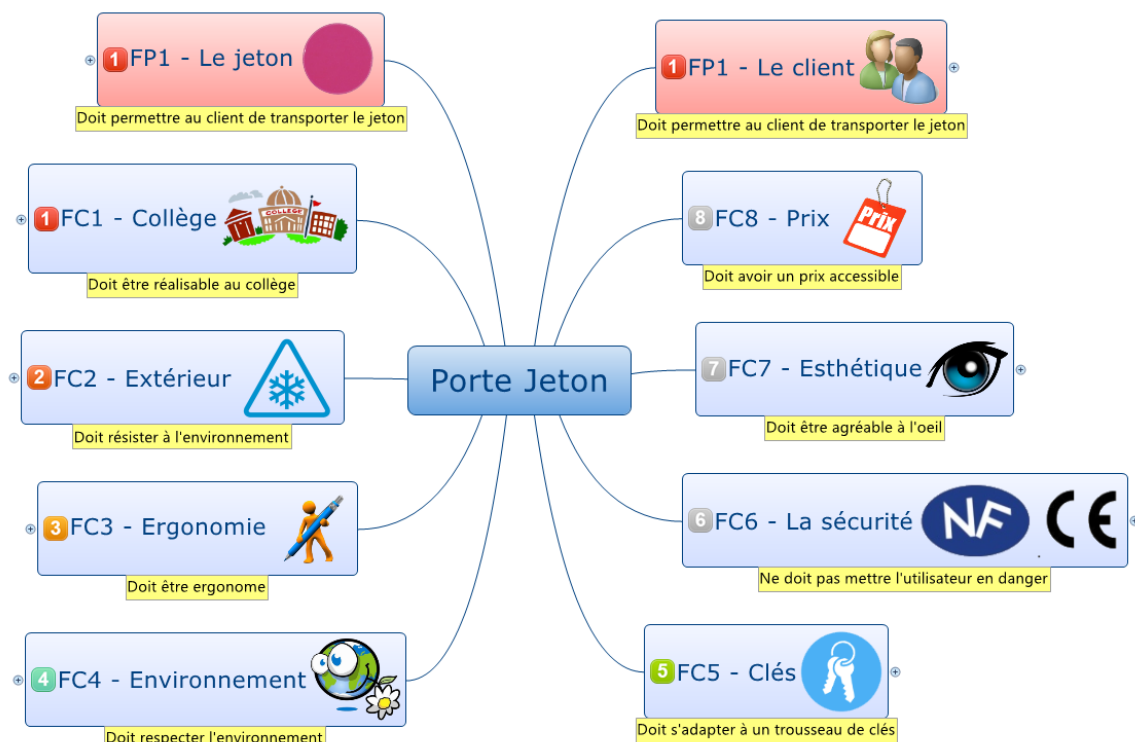 1 FP1 - Le jeton
Doit permettre au client de transporter le jeton
1 FC1 - Collège
COLLEGE
Doit être réalisable au collège
2 FC2 - Extérieur
Doit résister à l'environnement
3 FC3 - Ergonomie
Doit être ergonome
4 FC4 - Environnement
Doit respecter l'environnement
Porte Jeton
1 FP1 - Le client
Doit permettre au client de transporter le jeton
8 FC8 - Prix
Prix
Doit avoir un prix accessible
7 FC7 - Esthétique
Doit être agréable à l'oeil
6 FC6 - La sécurité
NF CE
Ne doit pas mettre l'utilisateur en danger
5 FC5 - Clés
Doit s'adapter à un trousseau de clés